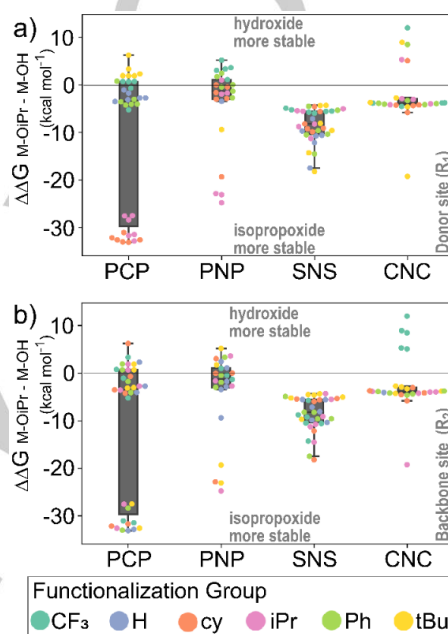 a)
hydroxide
more stable
10
0
-10
-20
-30
ΔΔG M-OiPr - M-OH
(kcal mol⁻¹)
isopropoxide
more stable
Donor site (R₁)
PCP PNP SNS CNC
b)
hydroxide
more stable
10
0
-10
-20
-30
ΔΔG M-OiPr - M-OH
(kcal mol⁻¹)
isopropoxide
more stable
Backbone site (R₂)
PCP PNP SNS CNC
Functionalization Group
CF₃ H cy iPr Ph tBu